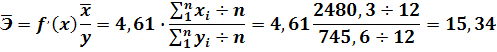 Э̅ = f'(x) x̅/y = 4,61 · (∑₁ⁿ xᵢ ÷ n)/(∑₁ⁿ yᵢ ÷ n) = 4,61 (2480,3 ÷ 12)/(745,6 ÷ 12) = 15,34